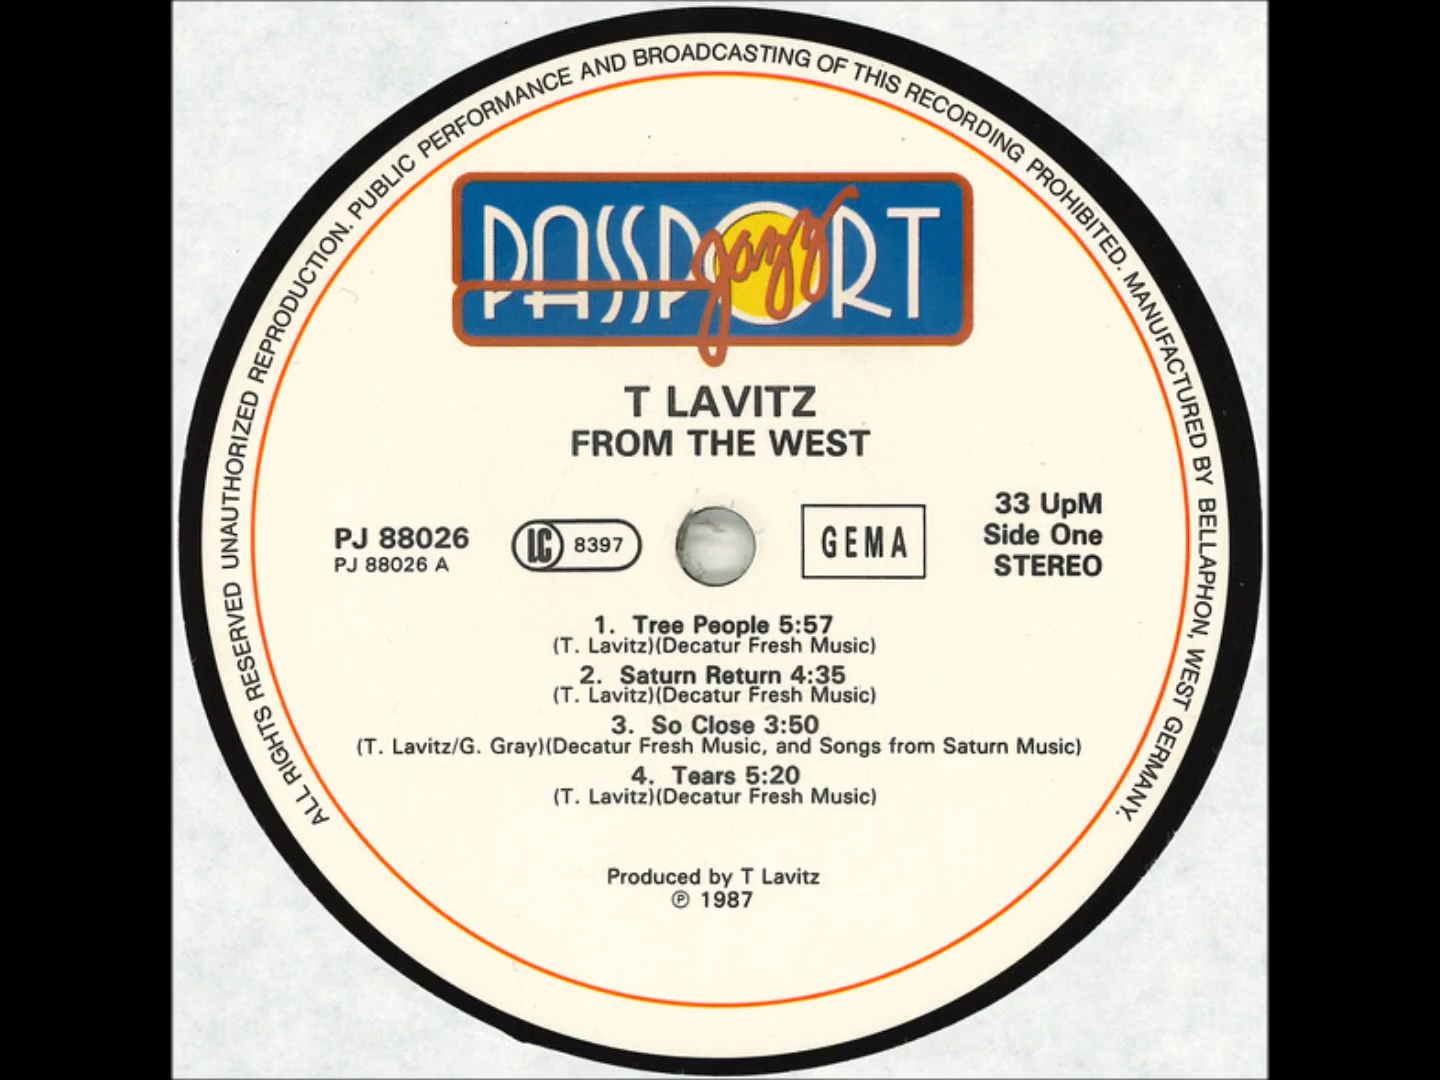 ALL RIGHTS RESERVED UNAUTHORIZED REPRODUCTION. PUBLIC PERFORMANCE AND BROADCASTING OF THIS RECORDING PROHIBITED. MANUFACTURED BY BELLAPHON, WEST GERMANY.
PASSPORT
jazz
T LAVITZ
FROM THE WEST
PJ 88026
PJ 88026 A
LC 8397
GEMA
33 UpM
Side One
STEREO
1. Tree People 5:57
(T. Lavitz)(Decatur Fresh Music)
2. Saturn Return 4:35
(T. Lavitz)(Decatur Fresh Music)
3. So Close 3:50
(T. Lavitz/G. Gray)(Decatur Fresh Music, and Songs from Saturn Music)
4. Tears 5:20
(T. Lavitz)(Decatur Fresh Music)
Produced by T Lavitz
℗ 1987